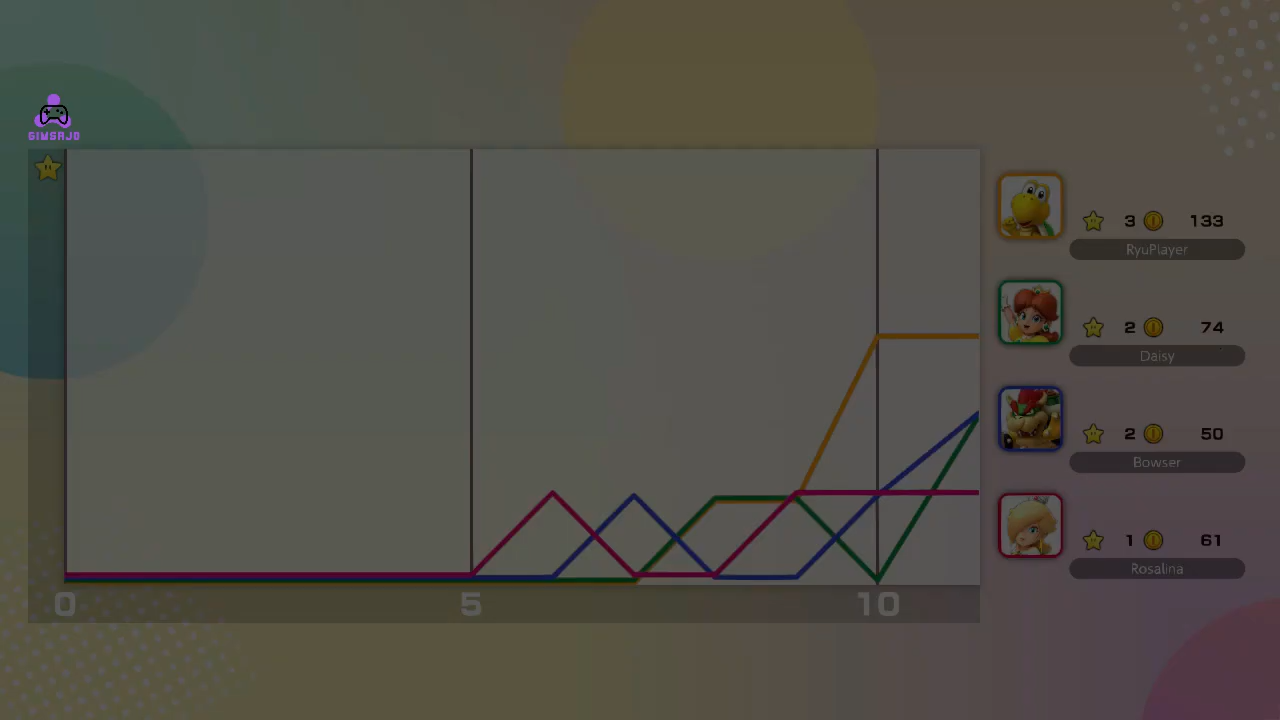 SIMSAJO
3 133
RyuPlayer
2 74
Daisy
2 50
Bowser
1 61
Rosalina
0 5 10